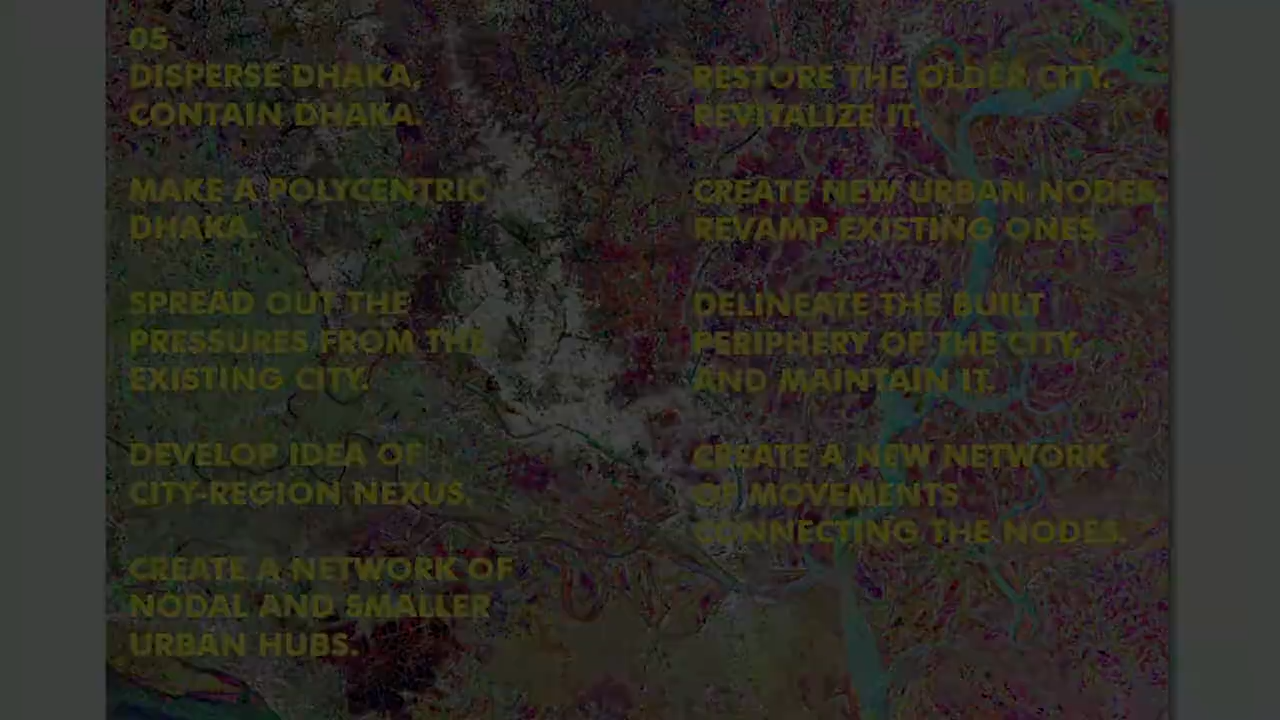 05
DISPERSE DHAKA,
CONTAIN DHAKA.
MAKE A POLYCENTRIC
DHAKA.
SPREAD OUT THE
PRESSURES FROM THE
EXISTING CITY.
DEVELOP IDEA OF
CITY-REGION NEXUS.
CREATE A NETWORK OF
NODAL AND SMALLER
URBAN HUBS.
RESTORE THE OLDER CITY.
REVITALIZE IT.
CREATE NEW URBAN NODES.
REVAMP EXISTING ONES.
DELINEATE THE BUILT
PERIPHERY OF THE CITY,
AND MAINTAIN IT.
CREATE A NEW NETWORK
OF MOVEMENTS
CONNECTING THE NODES.